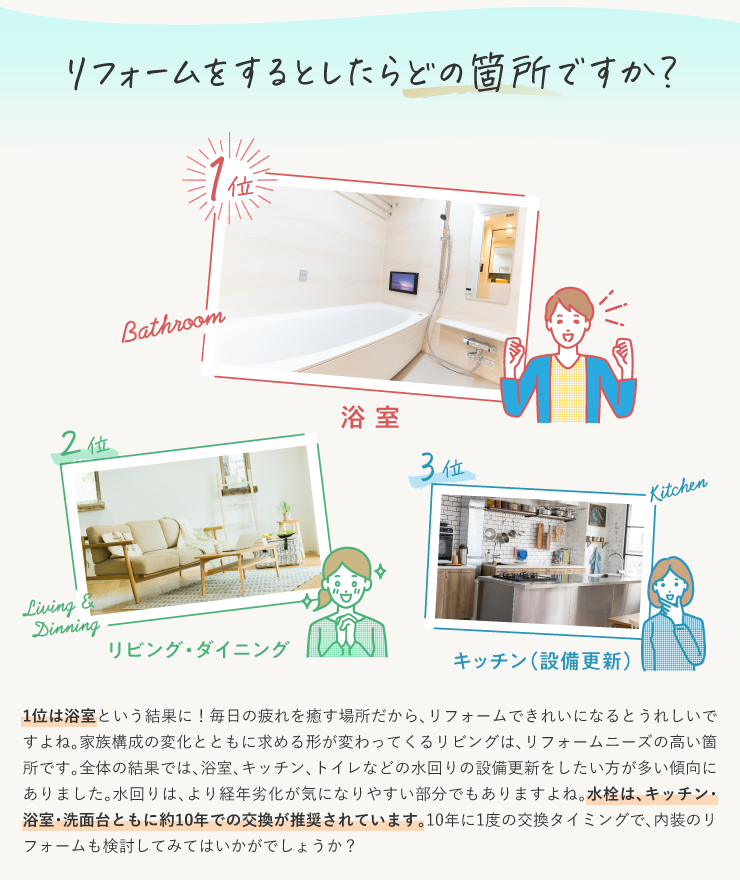 リフォームをするとしたらどの箇所ですか？
1位
Bathroom
浴室
2位
Living &
Dinning
リビング・ダイニング
3位
Kitchen
キッチン（設備更新）
1位は浴室という結果に！毎日の疲れを癒す場所だから、リフォームできれいになるとうれしいで
すよね。家族構成の変化とともに求める形が変わってくるリビングは、リフォームニーズの高い箇
所です。全体の結果では、浴室、キッチン、トイレなどの水回りの設備更新をしたい方が多い傾向に
ありました。水回りは、より経年劣化が気になりやすい部分でもありますよね。水栓は、キッチン・
浴室・洗面台ともに約10年での交換が推奨されています。10年に1度の交換タイミングで、内装のリ
フォームも検討してみてはいかがでしょうか？